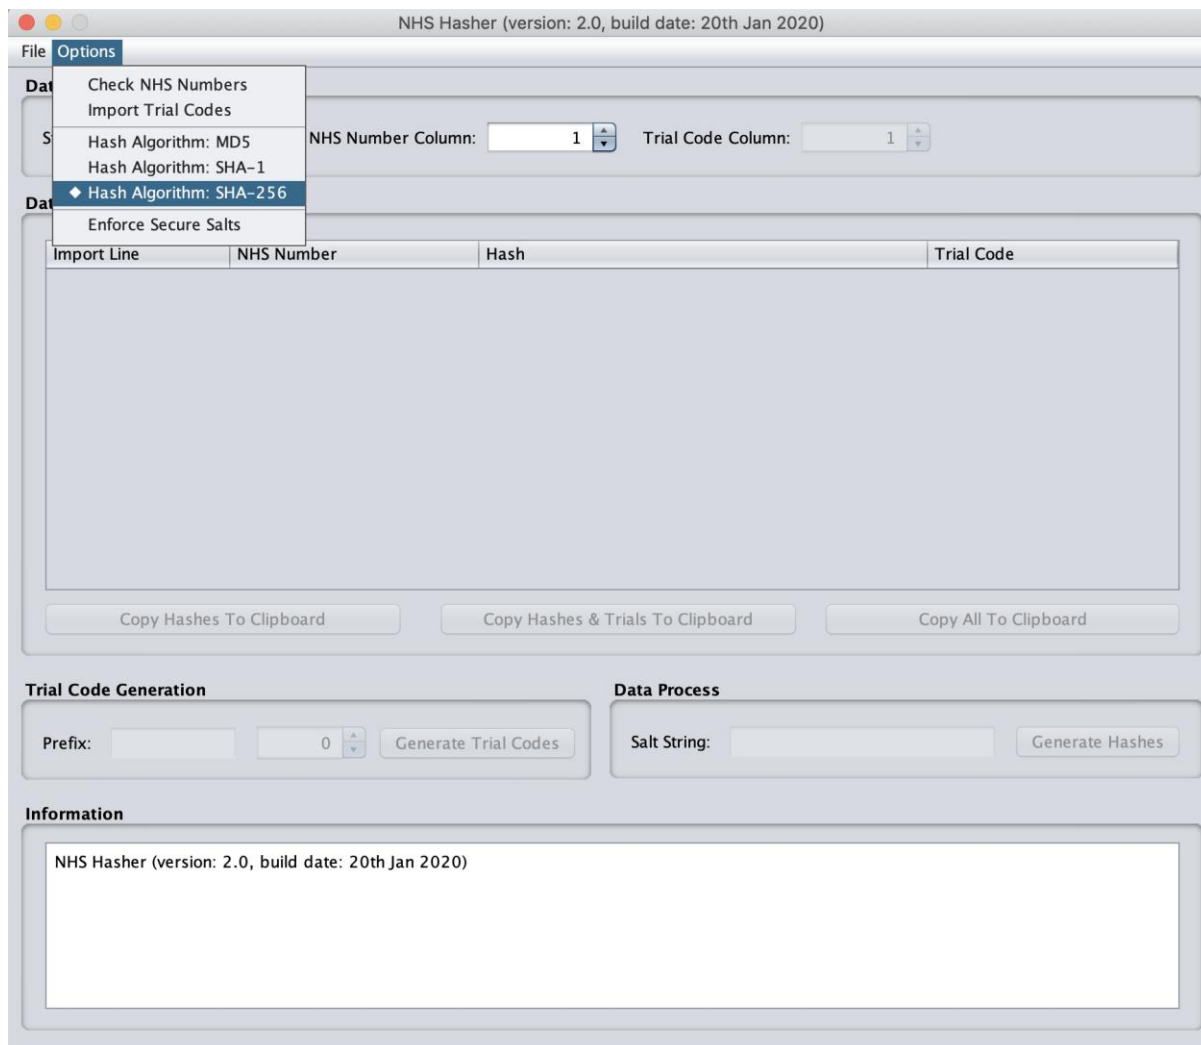 NHS Hasher (version: 2.0, build date: 20th Jan 2020)
File Options
Check NHS Numbers
Import Trial Codes
Hash Algorithm: MD5
Hash Algorithm: SHA-1
◆ Hash Algorithm: SHA-256
Enforce Secure Salts
Dat
S NHS Number Column: 1 Trial Code Column: 1
Dat
Import Line NHS Number Hash Trial Code
Copy Hashes To Clipboard Copy Hashes & Trials To Clipboard Copy All To Clipboard
Trial Code Generation Data Process
Prefix: 0 Generate Trial Codes Salt String: Generate Hashes
Information
NHS Hasher (version: 2.0, build date: 20th Jan 2020)